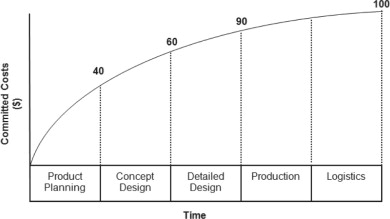 100
90
60
40
Committed Costs
($)
Product
Planning
Concept
Design
Detailed
Design
Production
Logistics
Time